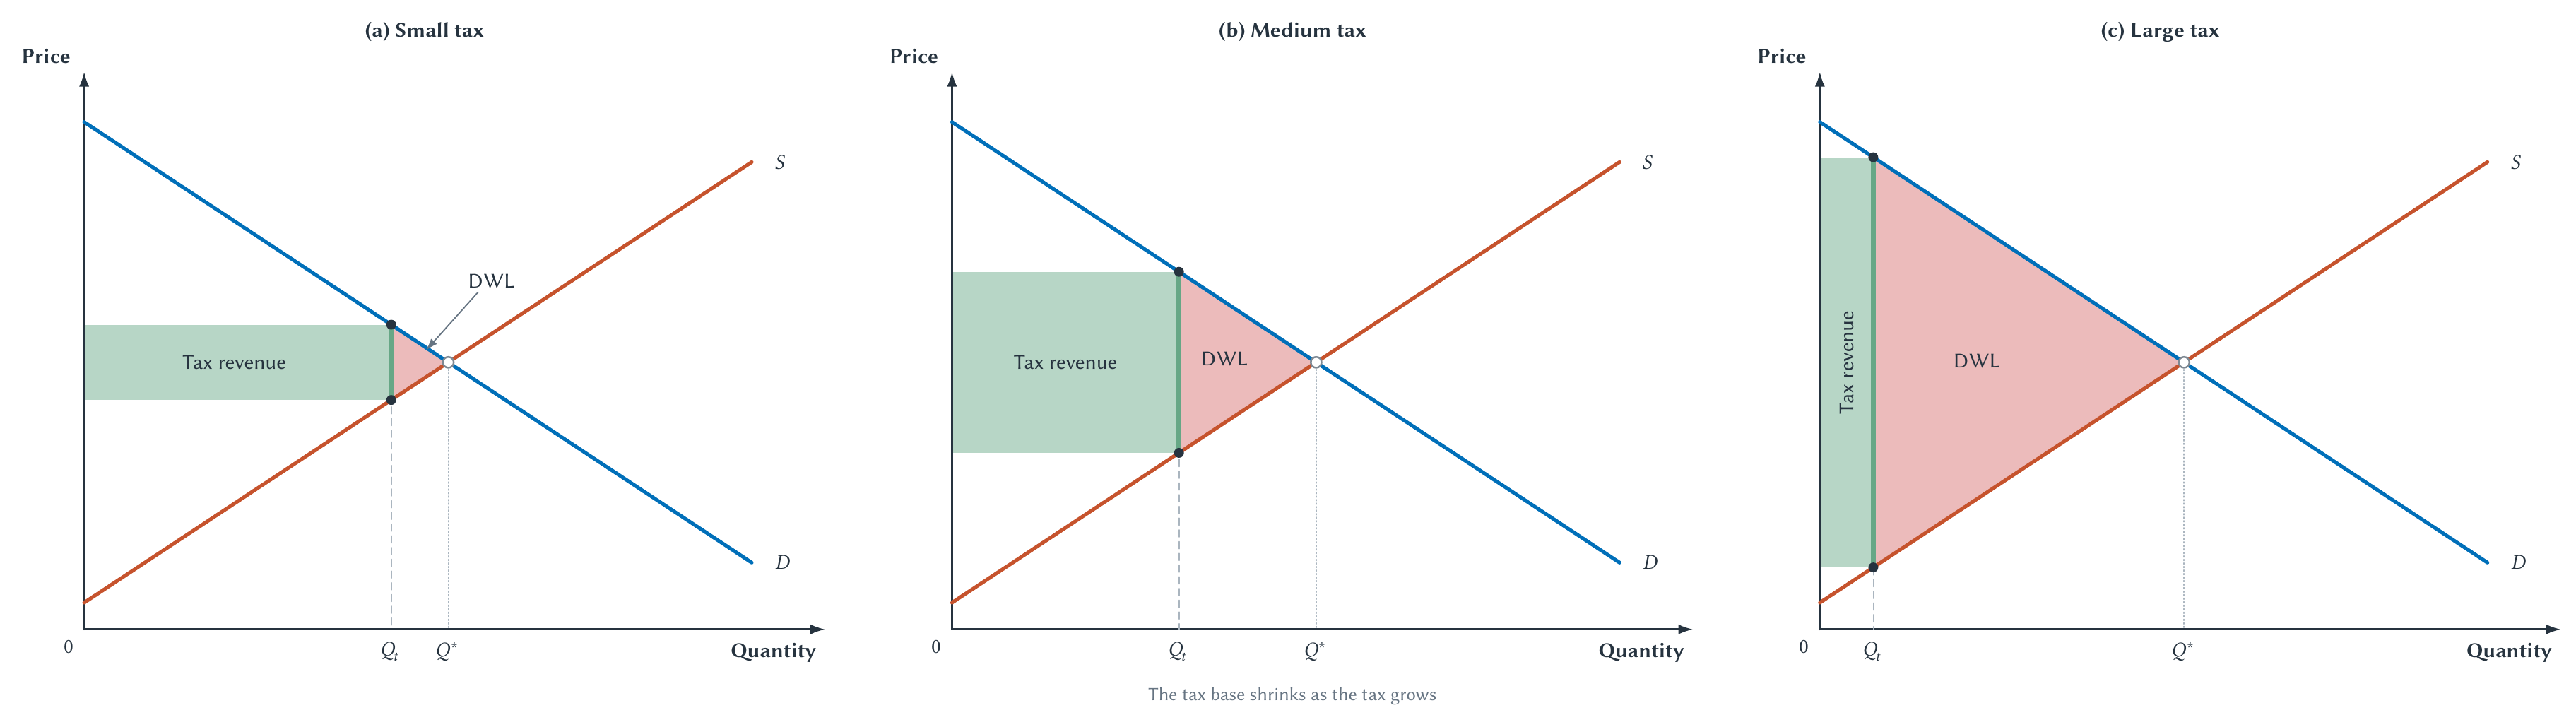 (a) Small tax
Price
S
DWL
Tax revenue
D
0
Qt
Q*
Quantity
(b) Medium tax
Price
S
Tax revenue
DWL
D
0
Qt
Q*
Quantity
(c) Large tax
Price
S
Tax revenue
DWL
D
0
Qt
Q*
Quantity
The tax base shrinks as the tax grows